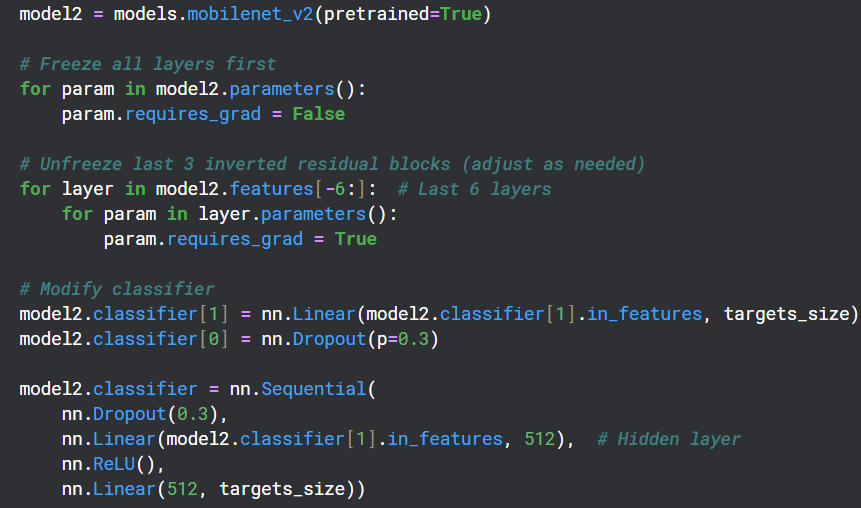 model2 = models.mobilenet_v2(pretrained=True)
# Freeze all layers first
for param in model2.parameters():
    param.requires_grad = False
# Unfreeze last 3 inverted residual blocks (adjust as needed)
for layer in model2.features[-6:]:  # Last 6 layers
    for param in layer.parameters():
        param.requires_grad = True
# Modify classifier
model2.classifier[1] = nn.Linear(model2.classifier[1].in_features, targets_size)
model2.classifier[0] = nn.Dropout(p=0.3)
model2.classifier = nn.Sequential(
    nn.Dropout(0.3),
    nn.Linear(model2.classifier[1].in_features, 512),  # Hidden layer
    nn.ReLU(),
    nn.Linear(512, targets_size))